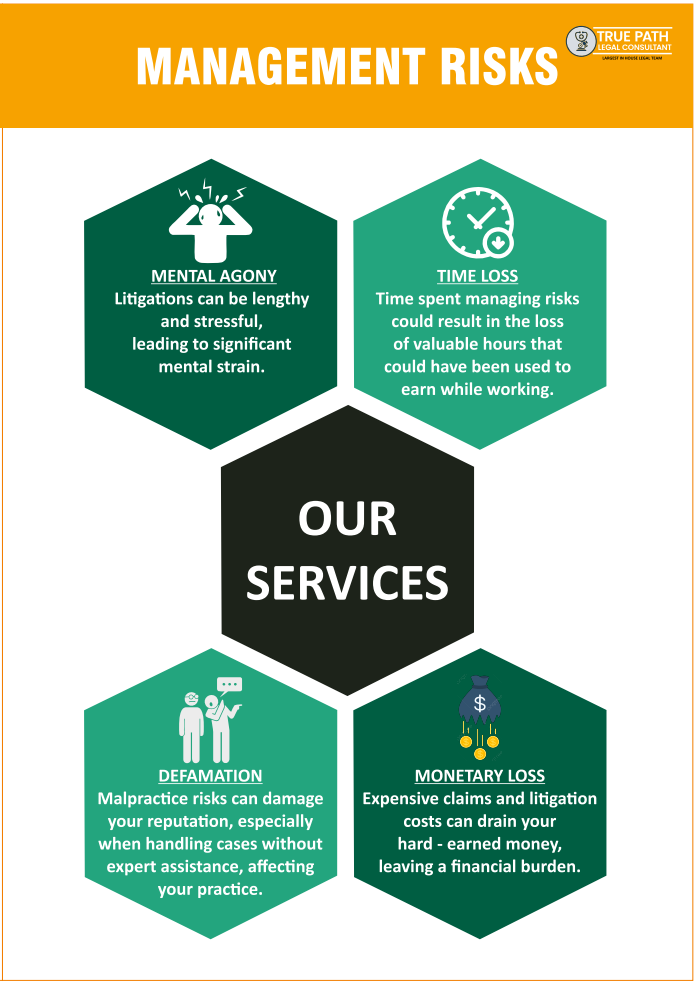 MANAGEMENT RISKS
TRUE PATH
LEGAL CONSULTANT
LARGEST IN HOUSE LEGAL TEAM
MENTAL AGONY
Litigations can be lengthy
and stressful,
leading to significant
mental strain.
TIME LOSS
Time spent managing risks
could result in the loss
of valuable hours that
could have been used to
earn while working.
OUR
SERVICES
DEFAMATION
Malpractice risks can damage
your reputation, especially
when handling cases without
expert assistance, affecting
your practice.
$
MONETARY LOSS
Expensive claims and litigation
costs can drain your
hard - earned money,
leaving a financial burden.